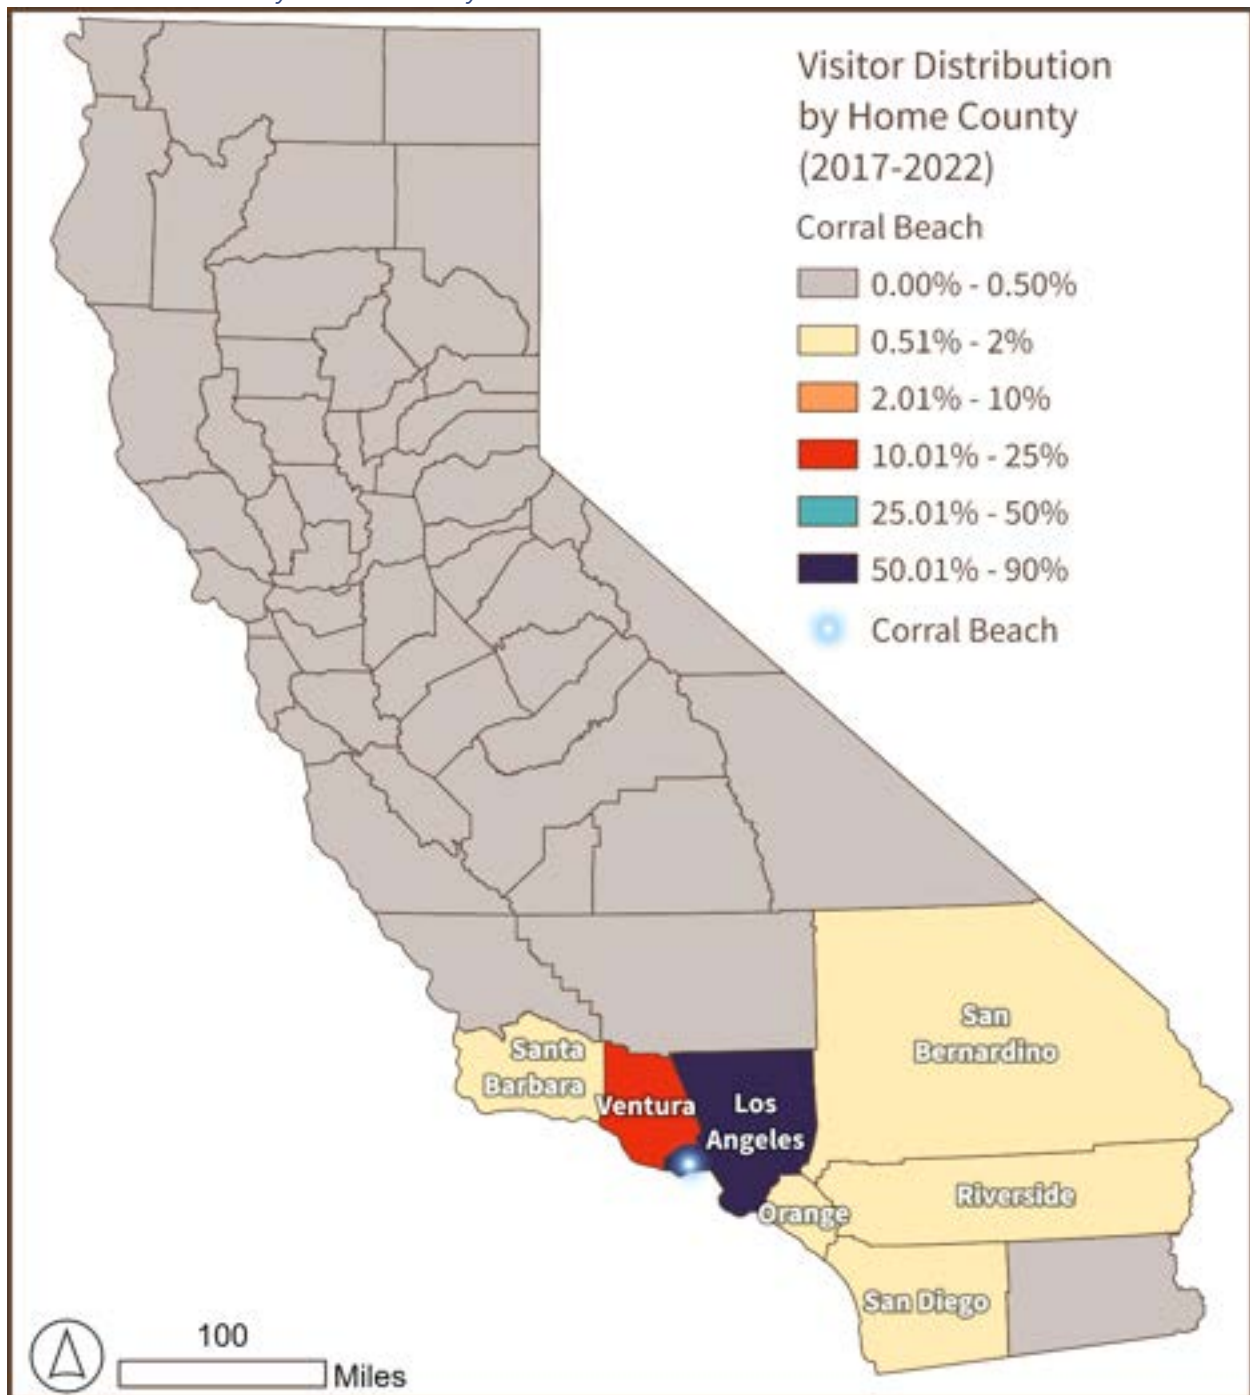 Visitor Distribution
by Home County
(2017-2022)
Corral Beach
0.00% - 0.50%
0.51% - 2%
2.01% - 10%
10.01% - 25%
25.01% - 50%
50.01% - 90%
Corral Beach
San
Bernardino
Santa
Barbara
Ventura
Los
Angeles
Riverside
Orange
San Diego
100
Miles